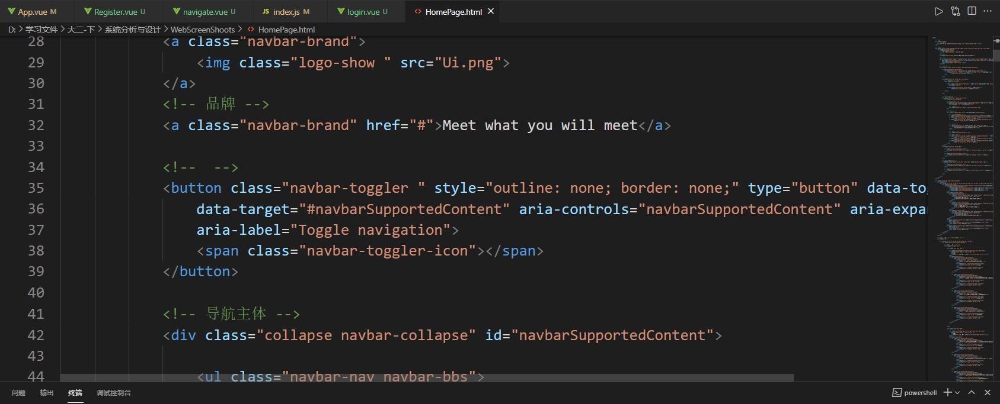 App.vue M Register.vue U navigate.vue U JS index.js M login.vue U <> HomePage.html ×
D: > 学习文件 > 大二-下 > 系统分析与设计 > WebScreenShoots > <> HomePage.html
28 <a class="navbar-brand">
29 <img class="logo-show " src="Ui.png">
30 </a>
31 <!-- 品牌 -->
32 <a class="navbar-brand" href="#">Meet what you will meet</a>
33
34 <!--  -->
35 <button class="navbar-toggler " style="outline: none; border: none;" type="button" data-tog
36 data-target="#navbarSupportedContent" aria-controls="navbarSupportedContent" aria-expan
37 aria-label="Toggle navigation">
38 <span class="navbar-toggler-icon"></span>
39 </button>
40
41 <!-- 导航主体 -->
42 <div class="collapse navbar-collapse" id="navbarSupportedContent">
43
44 <ul class="navbar-nav navbar-bbs">
问题 输出 终端 调试控制台 powershell